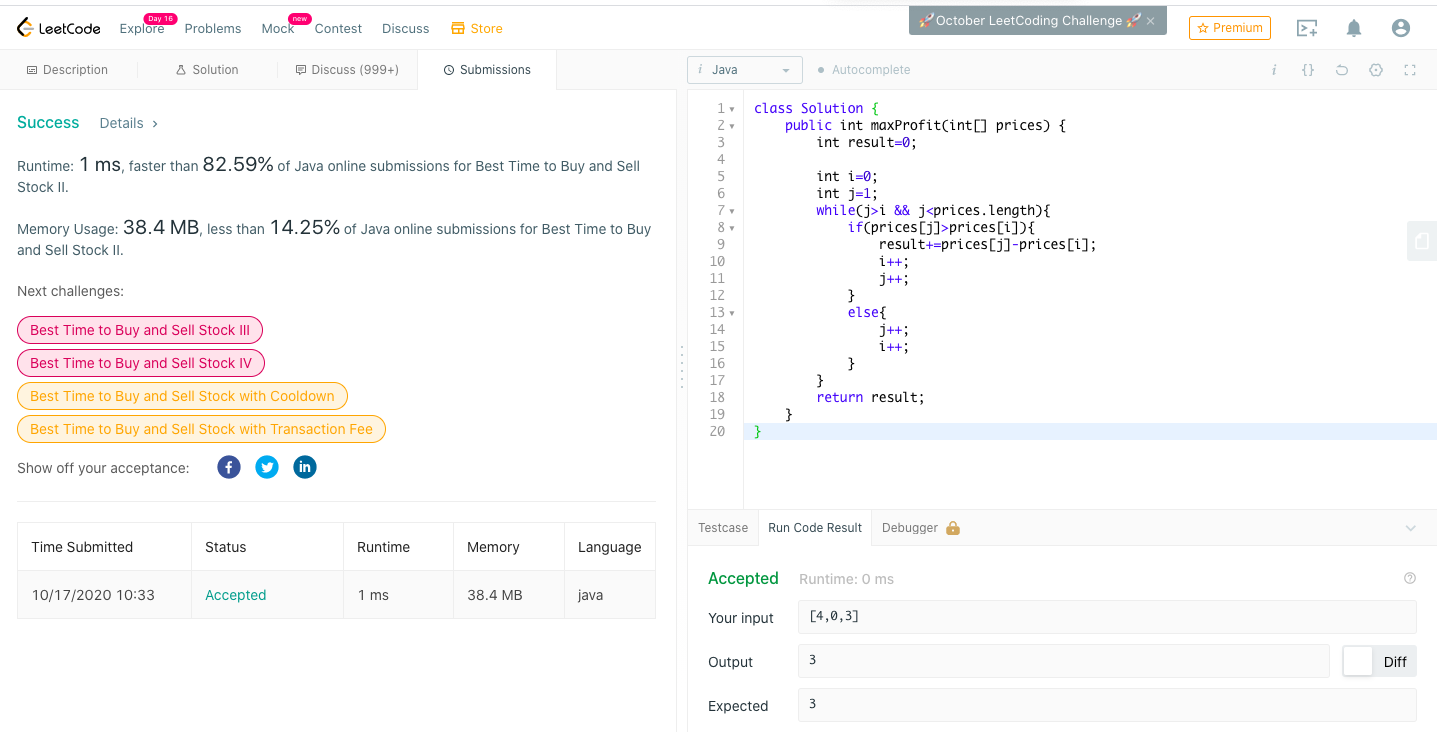 LeetCode
Explore Day 16 Problems Mock new Contest Discuss Store
🚀October LeetCoding Challenge 🚀 ×
Premium
Description Solution Discuss (999+) Submissions
i Java Autocomplete
i {}
Success Details ›
Runtime: 1 ms, faster than 82.59% of Java online submissions for Best Time to Buy and Sell
Stock II.
Memory Usage: 38.4 MB, less than 14.25% of Java online submissions for Best Time to Buy
and Sell Stock II.
Next challenges:
Best Time to Buy and Sell Stock III
Best Time to Buy and Sell Stock IV
Best Time to Buy and Sell Stock with Cooldown
Best Time to Buy and Sell Stock with Transaction Fee
Show off your acceptance:
Time Submitted Status Runtime Memory Language
10/17/2020 10:33 Accepted 1 ms 38.4 MB java
1 class Solution {
2     public int maxProfit(int[] prices) {
3         int result=0;
4
5         int i=0;
6         int j=1;
7         while(j>i && j<prices.length){
8             if(prices[j]>prices[i]){
9                 result+=prices[j]-prices[i];
10                 i++;
11                 j++;
12             }
13             else{
14                 j++;
15                 i++;
16             }
17         }
18         return result;
19     }
20 }
Testcase Run Code Result Debugger
Accepted Runtime: 0 ms
Your input [4,0,3]
Output 3 Diff
Expected 3